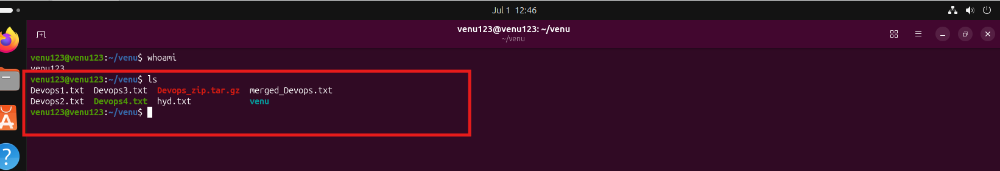 Jul 1 12:46
venu123@venu123: ~/venu
~/venu
venu123@venu123:~/venu$ whoami
venu123
venu123@venu123:~/venu$ ls
Devops1.txt Devops3.txt Devops_zip.tar.gz merged_Devops.txt
Devops2.txt Devops4.txt hyd.txt venu
venu123@venu123:~/venu$